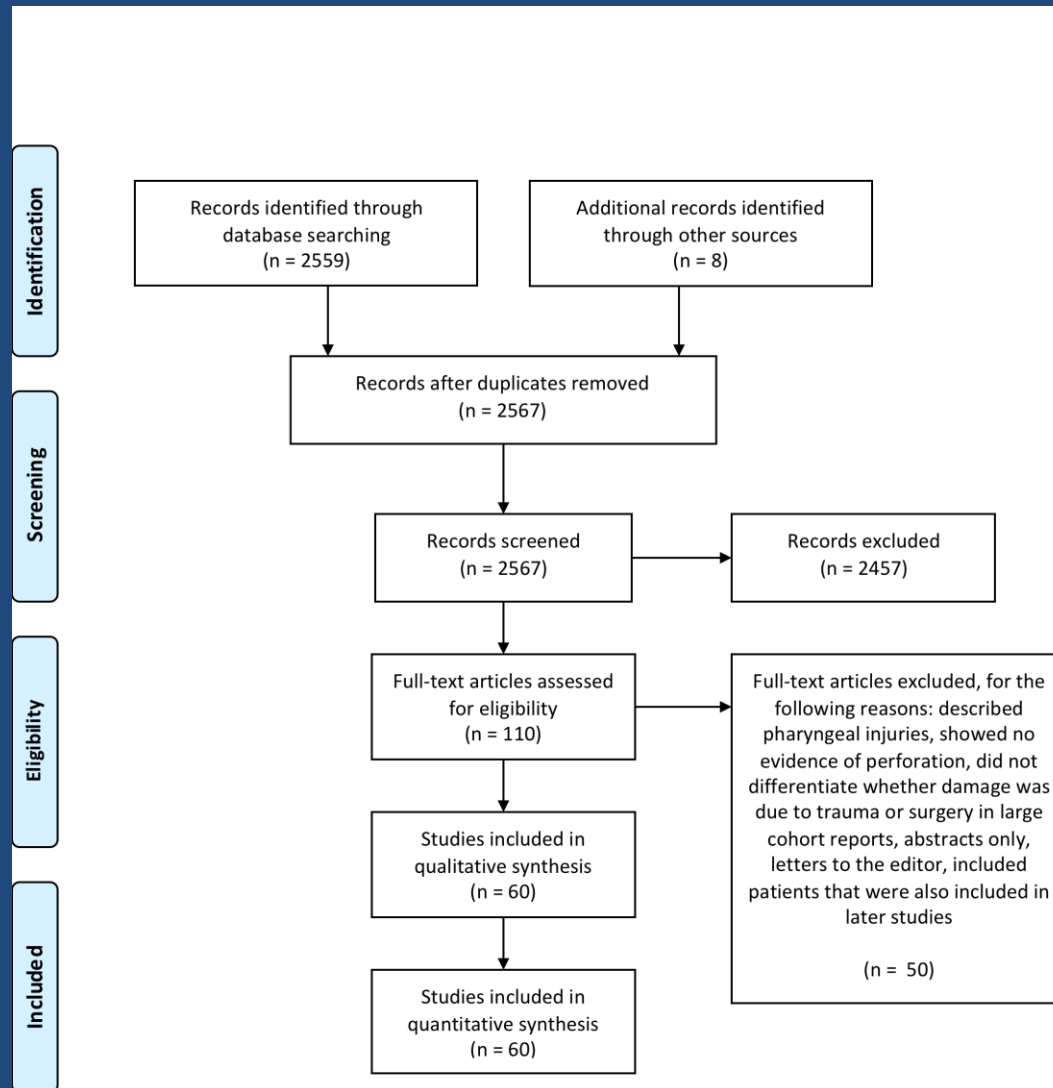 Identification
Records identified through
database searching
(n = 2559)
Additional records identified
through other sources
(n = 8)
Records after duplicates removed
(n = 2567)
Screening
Records screened
(n = 2567)
Records excluded
(n = 2457)
Eligibility
Full-text articles assessed
for eligibility
(n = 110)
Full-text articles excluded, for the
following reasons: described
pharyngeal injuries, showed no
evidence of perforation, did not
differentiate whether damage was
due to trauma or surgery in large
cohort reports, abstracts only,
letters to the editor, included
patients that were also included in
later studies
(n = 50)
Studies included in
qualitative synthesis
(n = 60)
Included
Studies included in
quantitative synthesis
(n = 60)